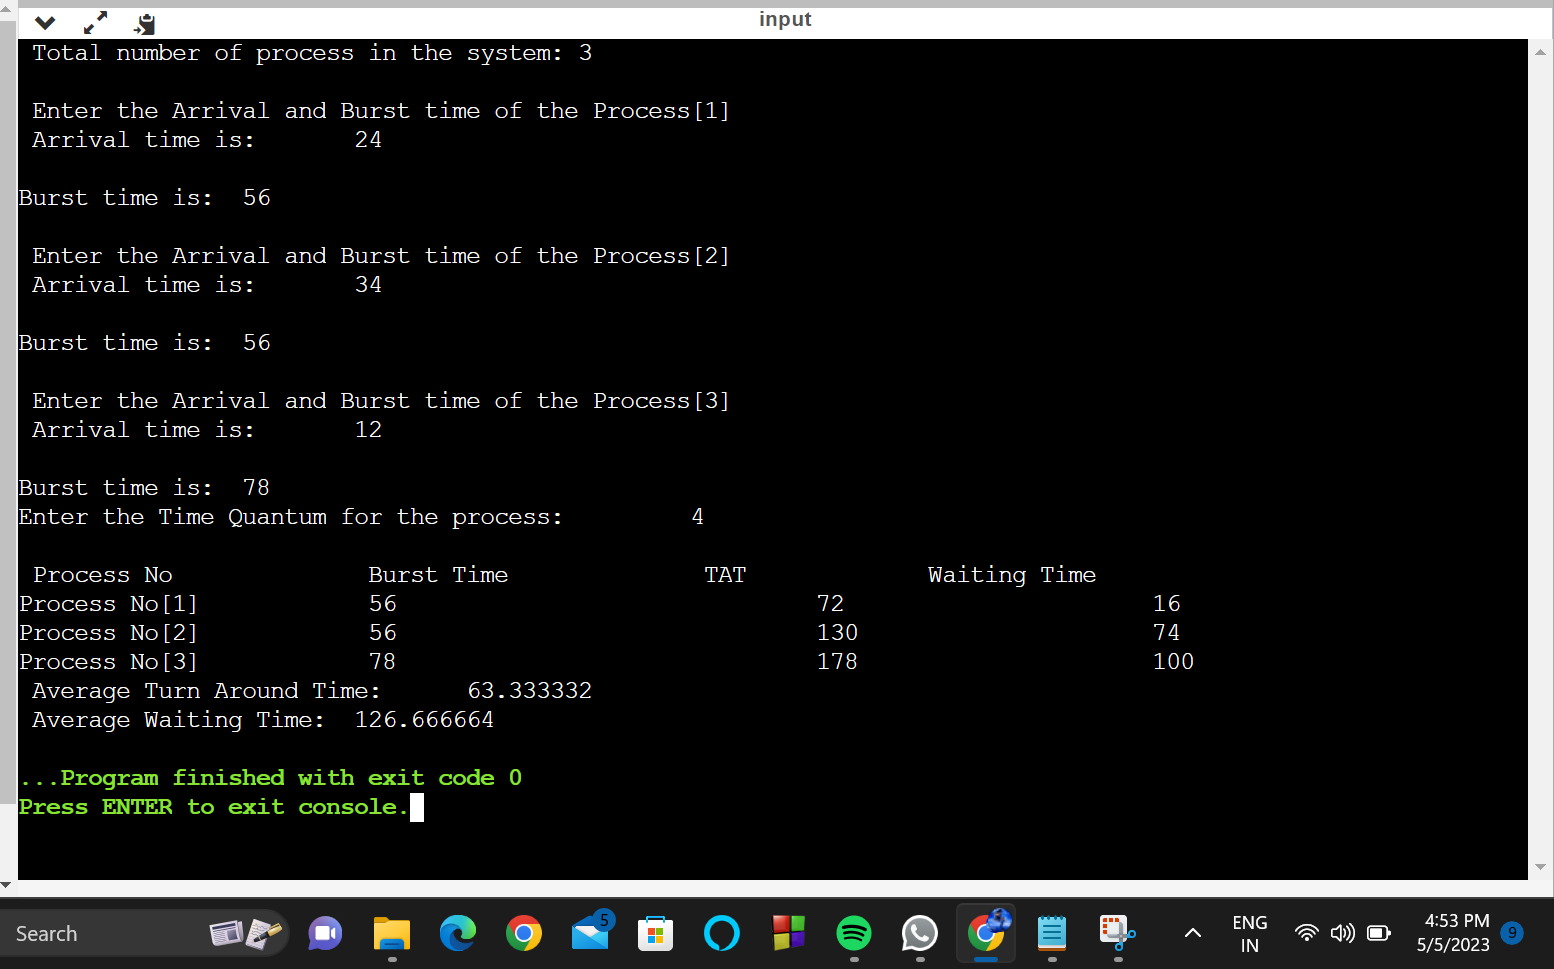 input
Total number of process in the system: 3
Enter the Arrival and Burst time of the Process[1]
Arrival time is: 24
Burst time is: 56
Enter the Arrival and Burst time of the Process[2]
Arrival time is: 34
Burst time is: 56
Enter the Arrival and Burst time of the Process[3]
Arrival time is: 12
Burst time is: 78
Enter the Time Quantum for the process: 4
Process No Burst Time TAT Waiting Time
Process No[1] 56 72 16
Process No[2] 56 130 74
Process No[3] 78 178 100
Average Turn Around Time: 63.333332
Average Waiting Time: 126.666664
...Program finished with exit code 0
Press ENTER to exit console.
Search 5 ENG 4:53 PM 9
IN 5/5/2023